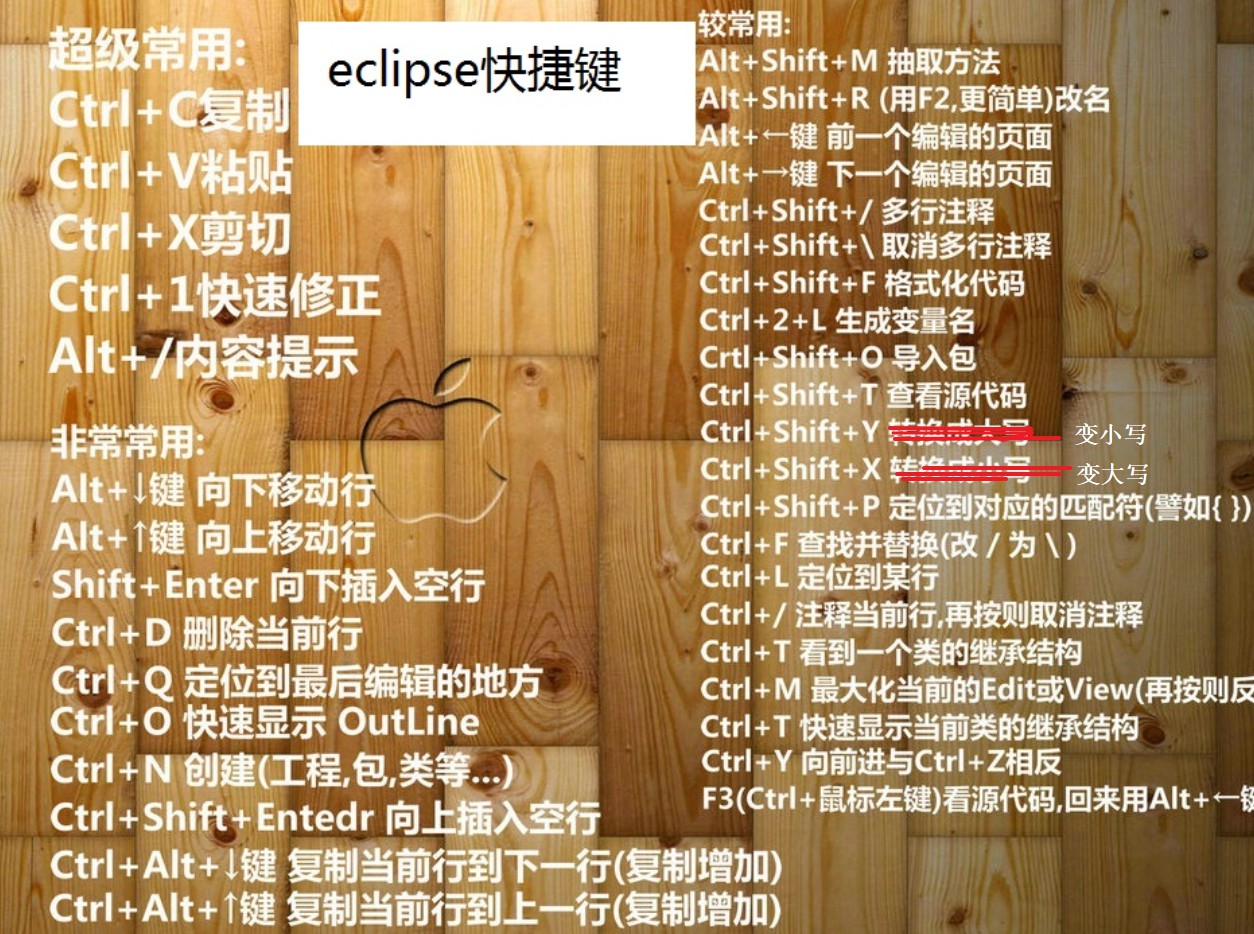 eclipse快捷键
超级常用:
Ctrl+C复制
Ctrl+V粘贴
Ctrl+X剪切
Ctrl+1快速修正
Alt+/内容提示
非常常用:
Alt+↓键 向下移动行
Alt+↑键 向上移动行
Shift+Enter 向下插入空行
Ctrl+D 删除当前行
Ctrl+Q 定位到最后编辑的地方
Ctrl+O 快速显示 OutLine
Ctrl+N 创建(工程,包,类等...)
Ctrl+Shift+Entedr 向上插入空行
Ctrl+Alt+↓键 复制当前行到下一行(复制增加)
Ctrl+Alt+↑键 复制当前行到上一行(复制增加)
较常用:
Alt+Shift+M 抽取方法
Alt+Shift+R (用F2,更简单)改名
Alt+←键 前一个编辑的页面
Alt+→键 下一个编辑的页面
Ctrl+Shift+/ 多行注释
Ctrl+Shift+\ 取消多行注释
Ctrl+Shift+F 格式化代码
Ctrl+2+L 生成变量名
Crtl+Shift+O 导入包
Ctrl+Shift+T 查看源代码
Ctrl+Shift+Y 转换成大写 变小写
Ctrl+Shift+X 转换成小写 变大写
Ctrl+Shift+P 定位到对应的匹配符(譬如{ })
Ctrl+F 查找并替换(改 / 为 \ )
Ctrl+L 定位到某行
Ctrl+/ 注释当前行,再按则取消注释
Ctrl+T 看到一个类的继承结构
Ctrl+M 最大化当前的Edit或View(再按则反
Ctrl+T 快速显示当前类的继承结构
Ctrl+Y 向前进与Ctrl+Z相反
F3(Ctrl+鼠标左键)看源代码,回来用Alt+←键